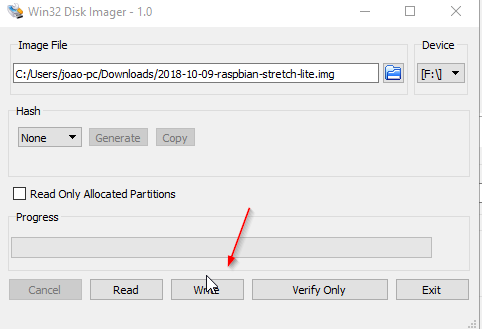 Win32 Disk Imager - 1.0
Image File
Device
C:/Users/joao-pc/Downloads/2018-10-09-raspbian-stretch-lite.img
[F:\]
Hash
None
Generate
Copy
Read Only Allocated Partitions
Progress
Cancel
Read
Write
Verify Only
Exit